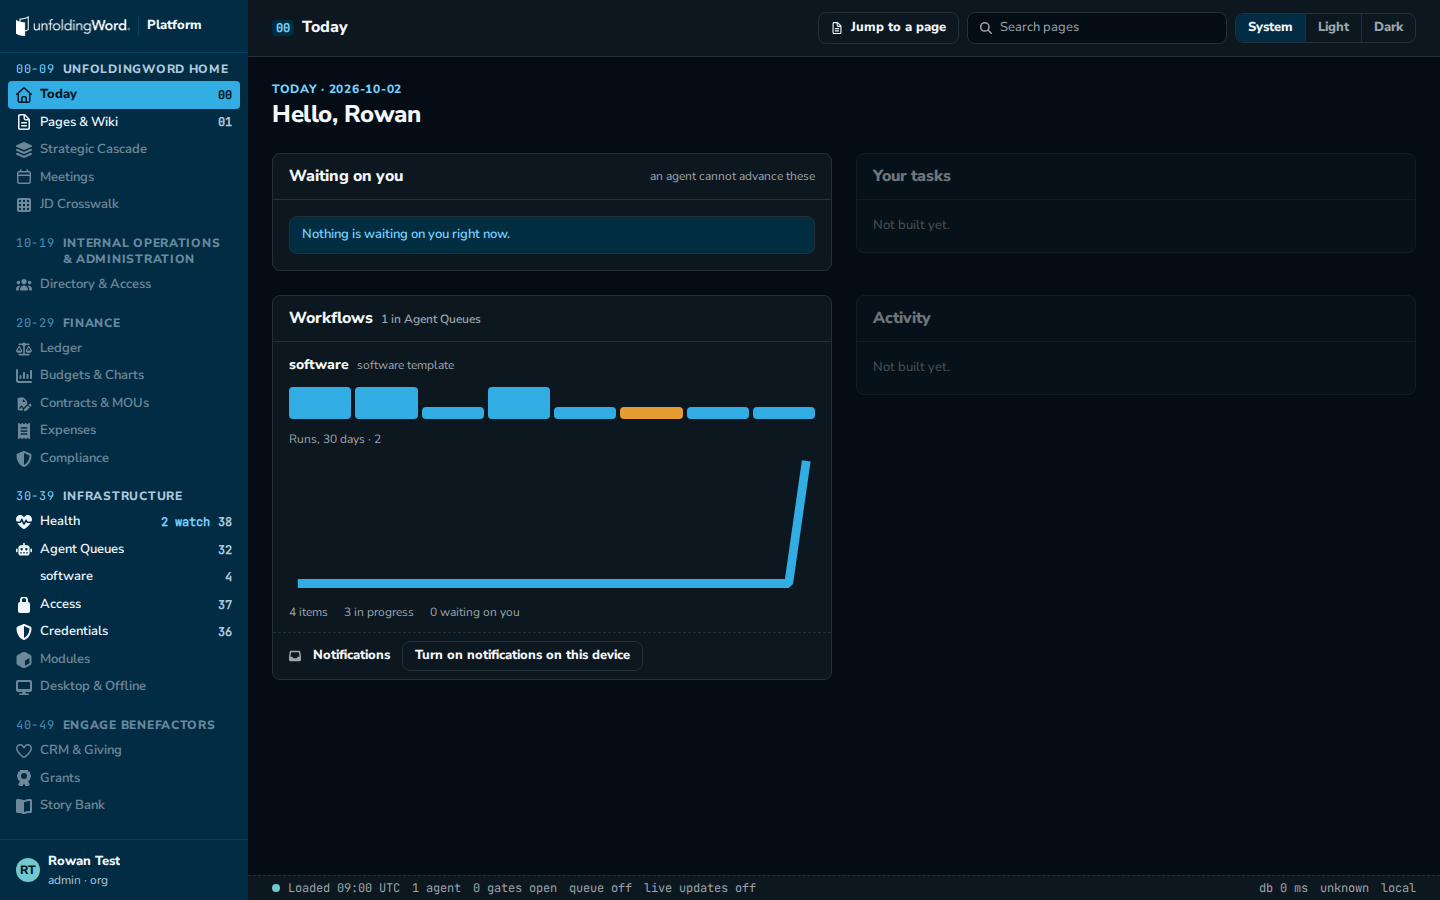 unfoldingWord® Platform
00-09 UNFOLDINGWORD HOME
Today 00
Pages & Wiki 01
Strategic Cascade
Meetings
JD Crosswalk
10-19 INTERNAL OPERATIONS
& ADMINISTRATION
Directory & Access
20-29 FINANCE
Ledger
Budgets & Charts
Contracts & MOUs
Expenses
Compliance
30-39 INFRASTRUCTURE
Health 2 watch 38
Agent Queues 32
software 4
Access 37
Credentials 36
Modules
Desktop & Offline
40-49 ENGAGE BENEFACTORS
CRM & Giving
Grants
Story Bank
RT Rowan Test
admin · org
00 Today
Jump to a page
Search pages
System Light Dark
TODAY · 2026-10-02
Hello, Rowan
Waiting on you an agent cannot advance these
Nothing is waiting on you right now.
Your tasks
Not built yet.
Workflows 1 in Agent Queues
software software template
Runs, 30 days · 2
4 items 3 in progress 0 waiting on you
Notifications Turn on notifications on this device
Activity
Not built yet.
Loaded 09:00 UTC 1 agent 0 gates open queue off live updates off
db 0 ms unknown local